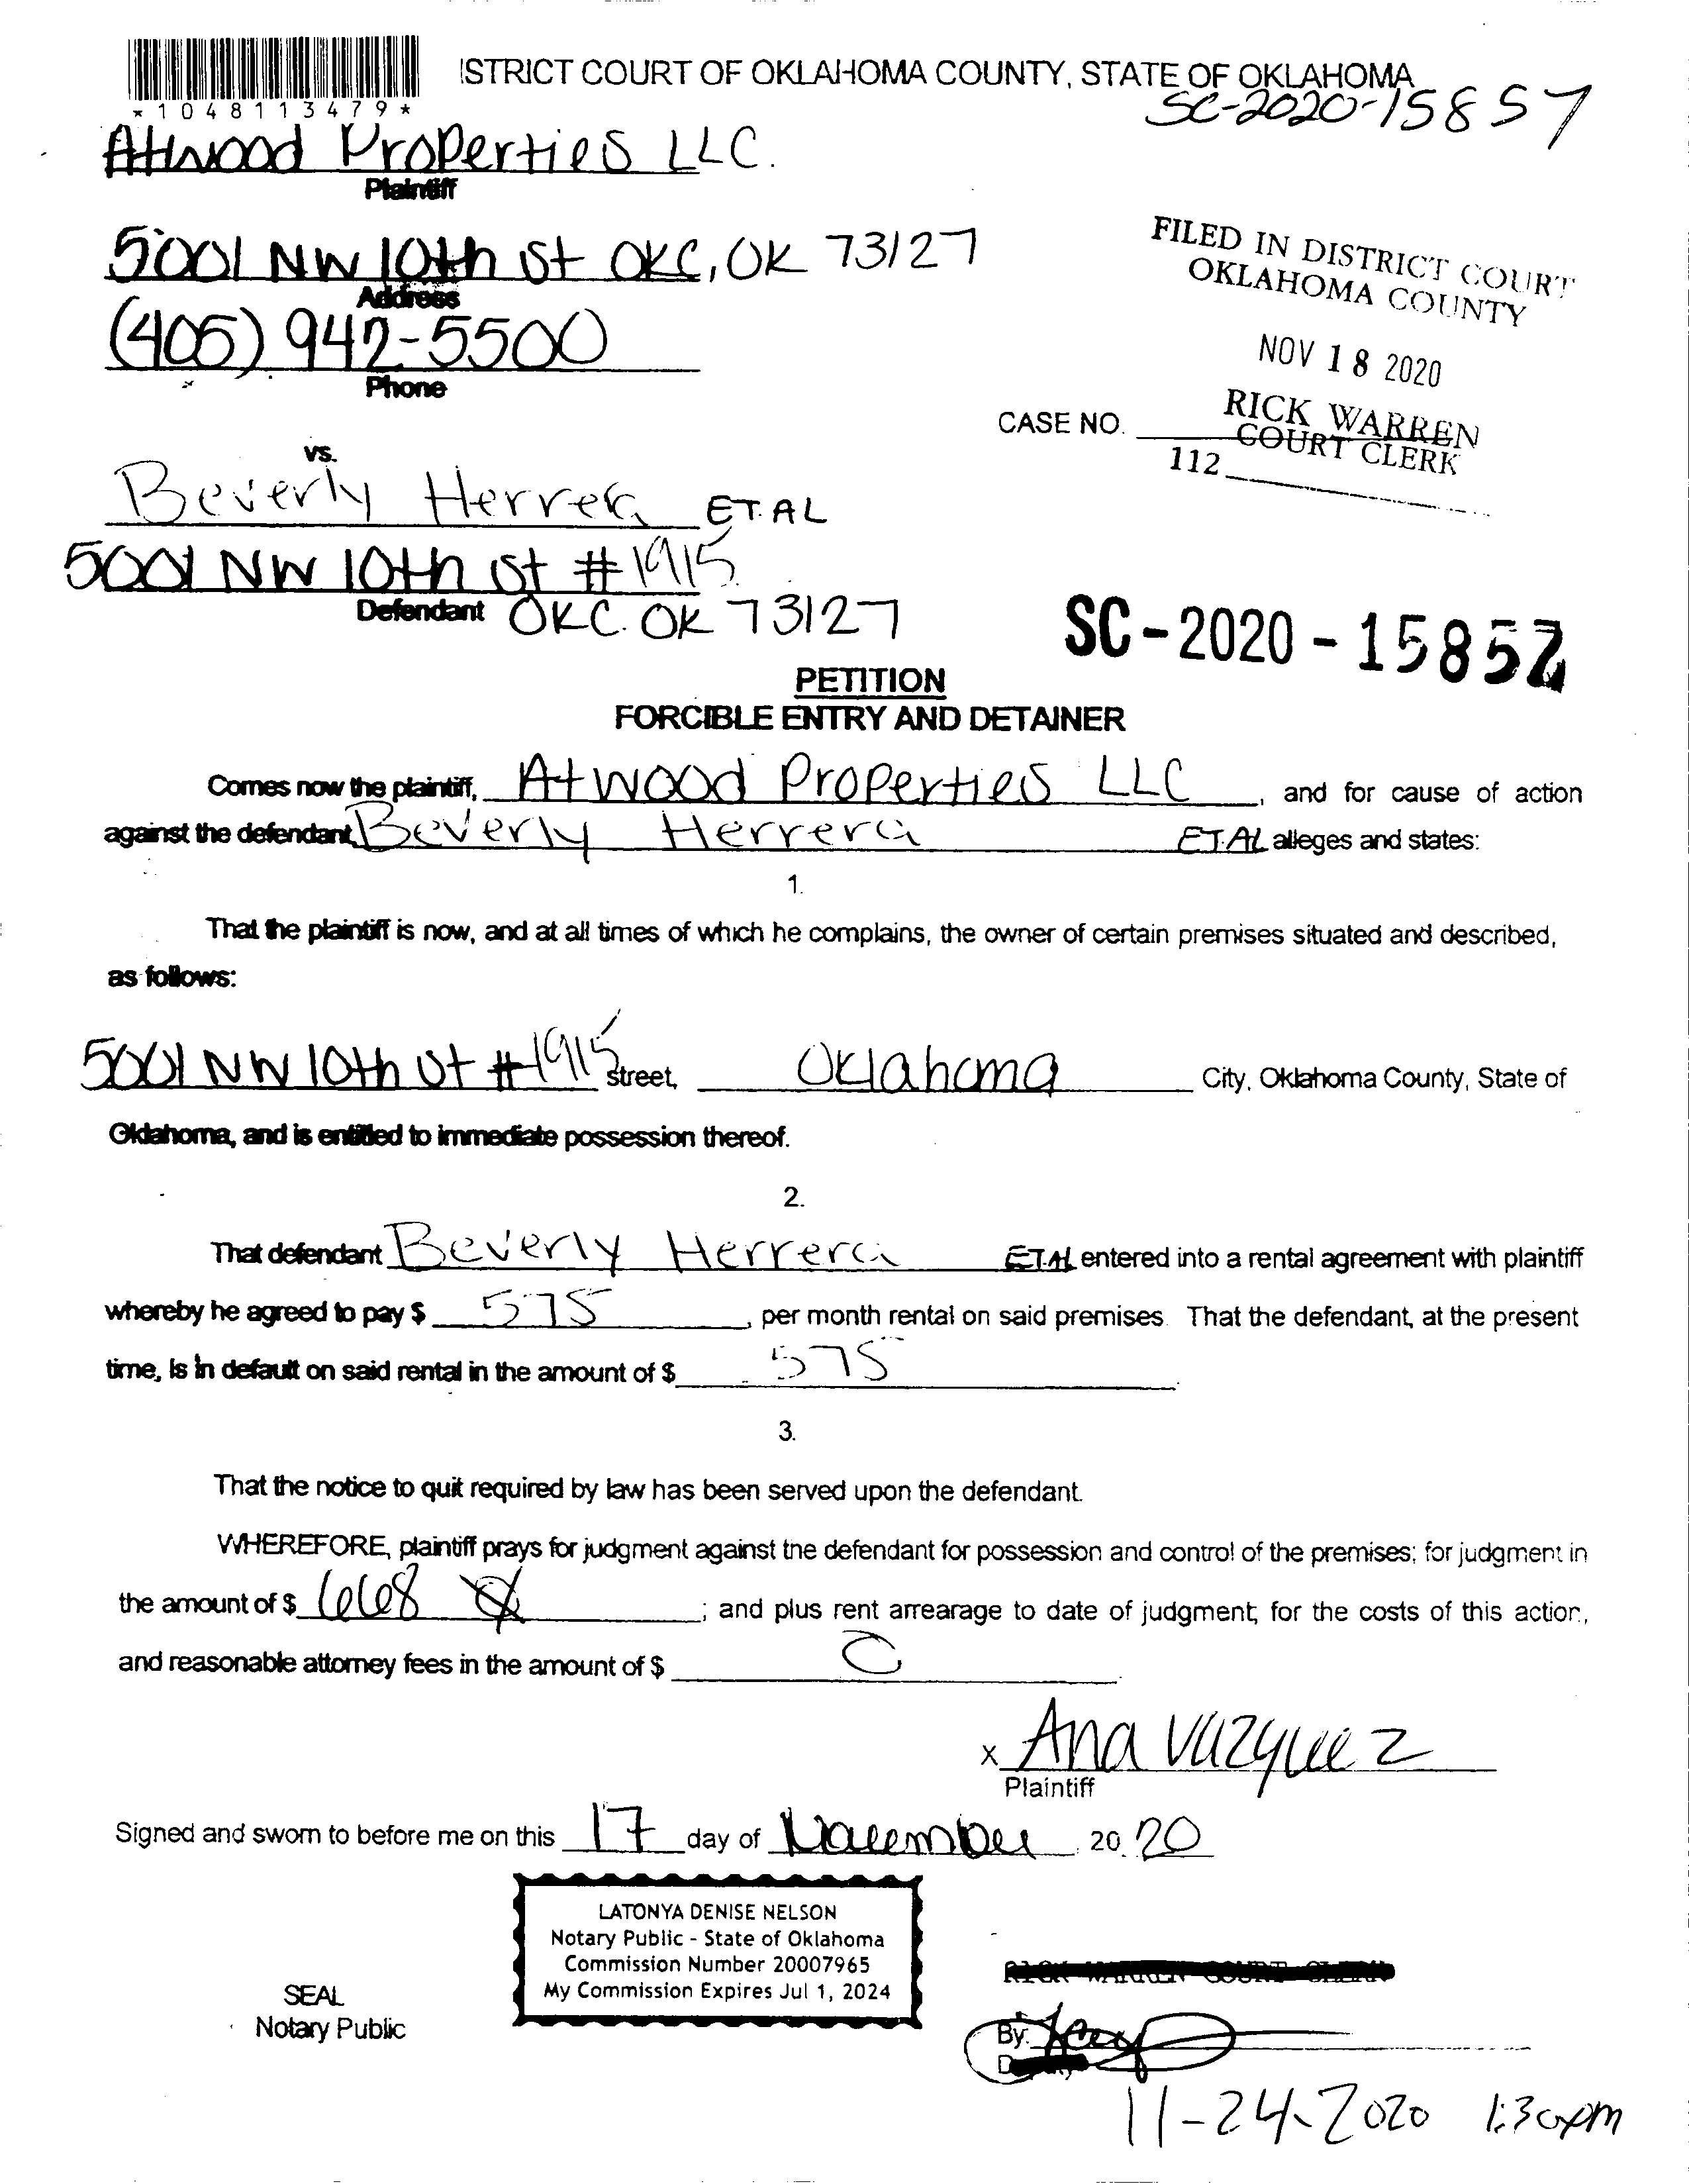 ISTRICT COURT OF OKLAHOMA COUNTY, STATE OF OKLAHOMA
*1048113479*
SC-2020-15857
Atwood Properties LLC.
Plaintiff
5001 NW 10th St OKC, OK 73127
Address
(405) 942-5500
Phone
FILED IN DISTRICT COURT
OKLAHOMA COUNTY
NOV 18 2020
RICK WARREN
COURT CLERK
CASE NO.
112
vs.
Beverly Herrera ET.AL
5001 NW 10th St #1915
Defendant OKC. OK 73127
SC-2020-1585
PETITION
FORCIBLE ENTRY AND DETAINER
Comes now the plaintiff, Atwood Properties LLC, and for cause of action
against the defendant, Beverly Herrera ET.AL alleges and states:
1.
That the plaintiff is now, and at all times of which he complains, the owner of certain premises situated and described,
as follows:
5001 NW 10th St #1915 Street, Oklahoma City, Oklahoma County, State of
Oklahoma, and is entitled to immediate possession thereof.
2.
That defendant Beverly Herrera ET.AL entered into a rental agreement with plaintiff
whereby he agreed to pay $ 575, per month rental on said premises. That the defendant, at the present
time, Is in default on said rental in the amount of $ 575
3.
That the notice to quit required by law has been served upon the defendant.
WHEREFORE, plaintiff prays for judgment against the defendant for possession and control of the premises; for judgment in
the amount of $ 668; and plus rent arrearage to date of judgment; for the costs of this action,
and reasonable attorney fees in the amount of $ 0
x Ana Vazquez
Plaintiff
Signed and sworn to before me on this 17 day of November 20 20
LATONYA DENISE NELSON
Notary Public - State of Oklahoma
Commission Number 20007965
My Commission Expires Jul 1, 2024
SEAL
Notary Public
RICK WARREN COURT CLERK
By:
11-24-2020 1:30pm